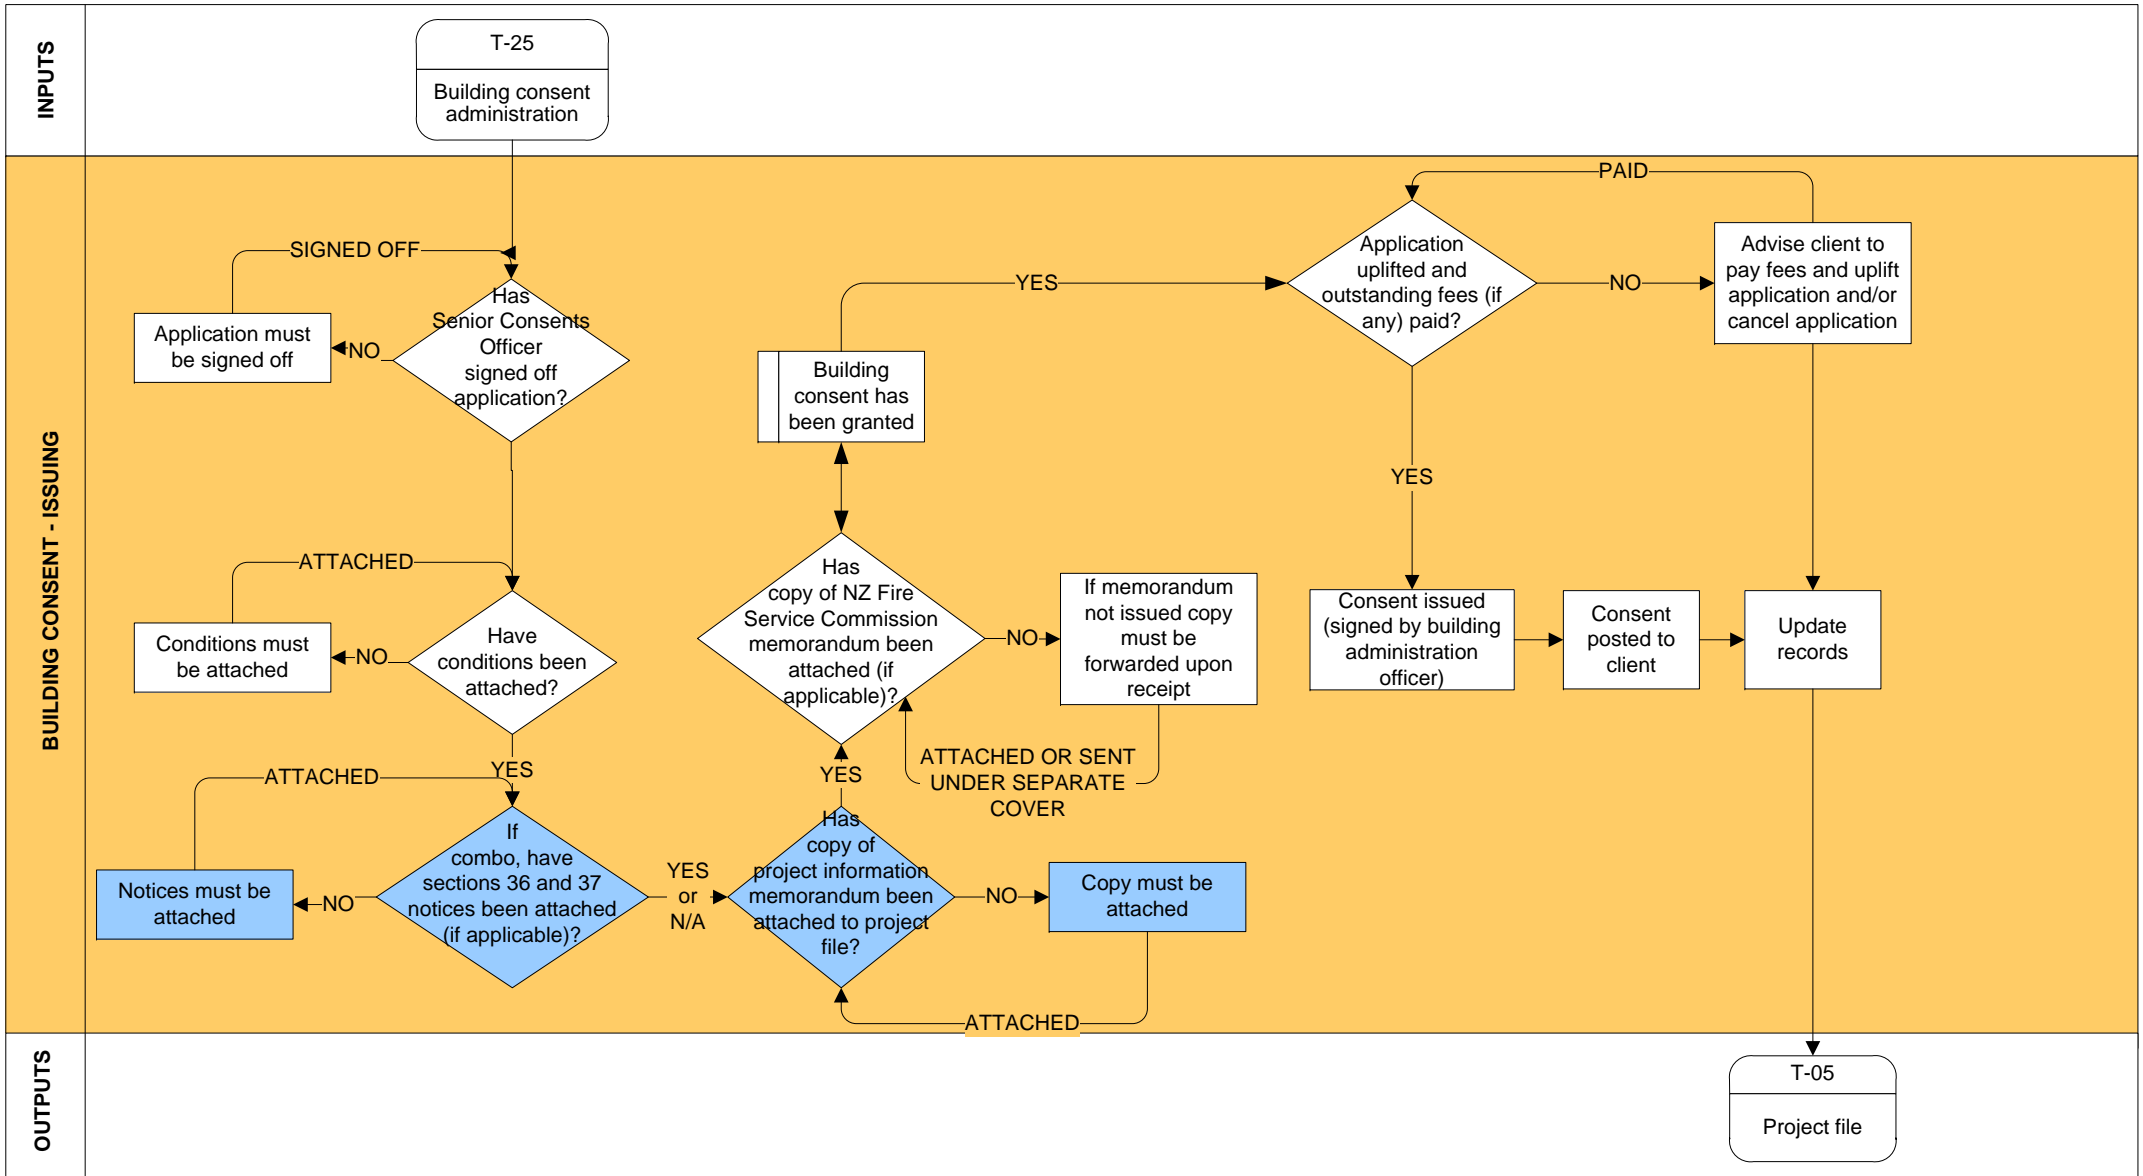 INPUTS
T-25
Building consent
administration
BUILDING CONSENT - ISSUING
SIGNED OFF
Application must
be signed off
NO
Has
Senior Consents
Officer
signed off
application?
ATTACHED
Conditions must
be attached
NO
Have
conditions been
attached?
YES
ATTACHED
Notices must be
attached
NO
If
combo, have
sections 36 and 37
notices been attached
(if applicable)?
YES
or
N/A
Has
copy of
project information
memorandum been
attached to project
file?
NO
Copy must be
attached
ATTACHED
YES
Has
copy of NZ Fire
Service Commission
memorandum been
attached (if
applicable)?
NO
If memorandum
not issued copy
must be
forwarded upon
receipt
ATTACHED OR SENT
UNDER SEPARATE
COVER
Building
consent has
been granted
YES
Application
uplifted and
outstanding fees (if
any) paid?
PAID
NO
Advise client to
pay fees and uplift
application and/or
cancel application
YES
Consent issued
(signed by building
administration
officer)
Consent
posted to
client
Update
records
OUTPUTS
T-05
Project file